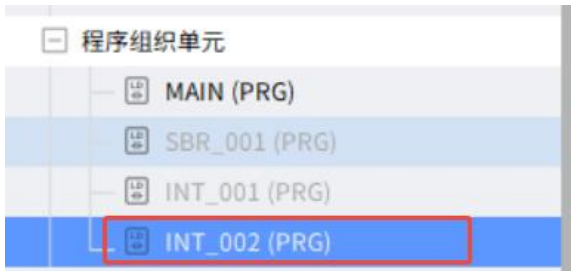 程序组织单元
MAIN (PRG)
SBR_001 (PRG)
INT_001 (PRG)
INT_002 (PRG)